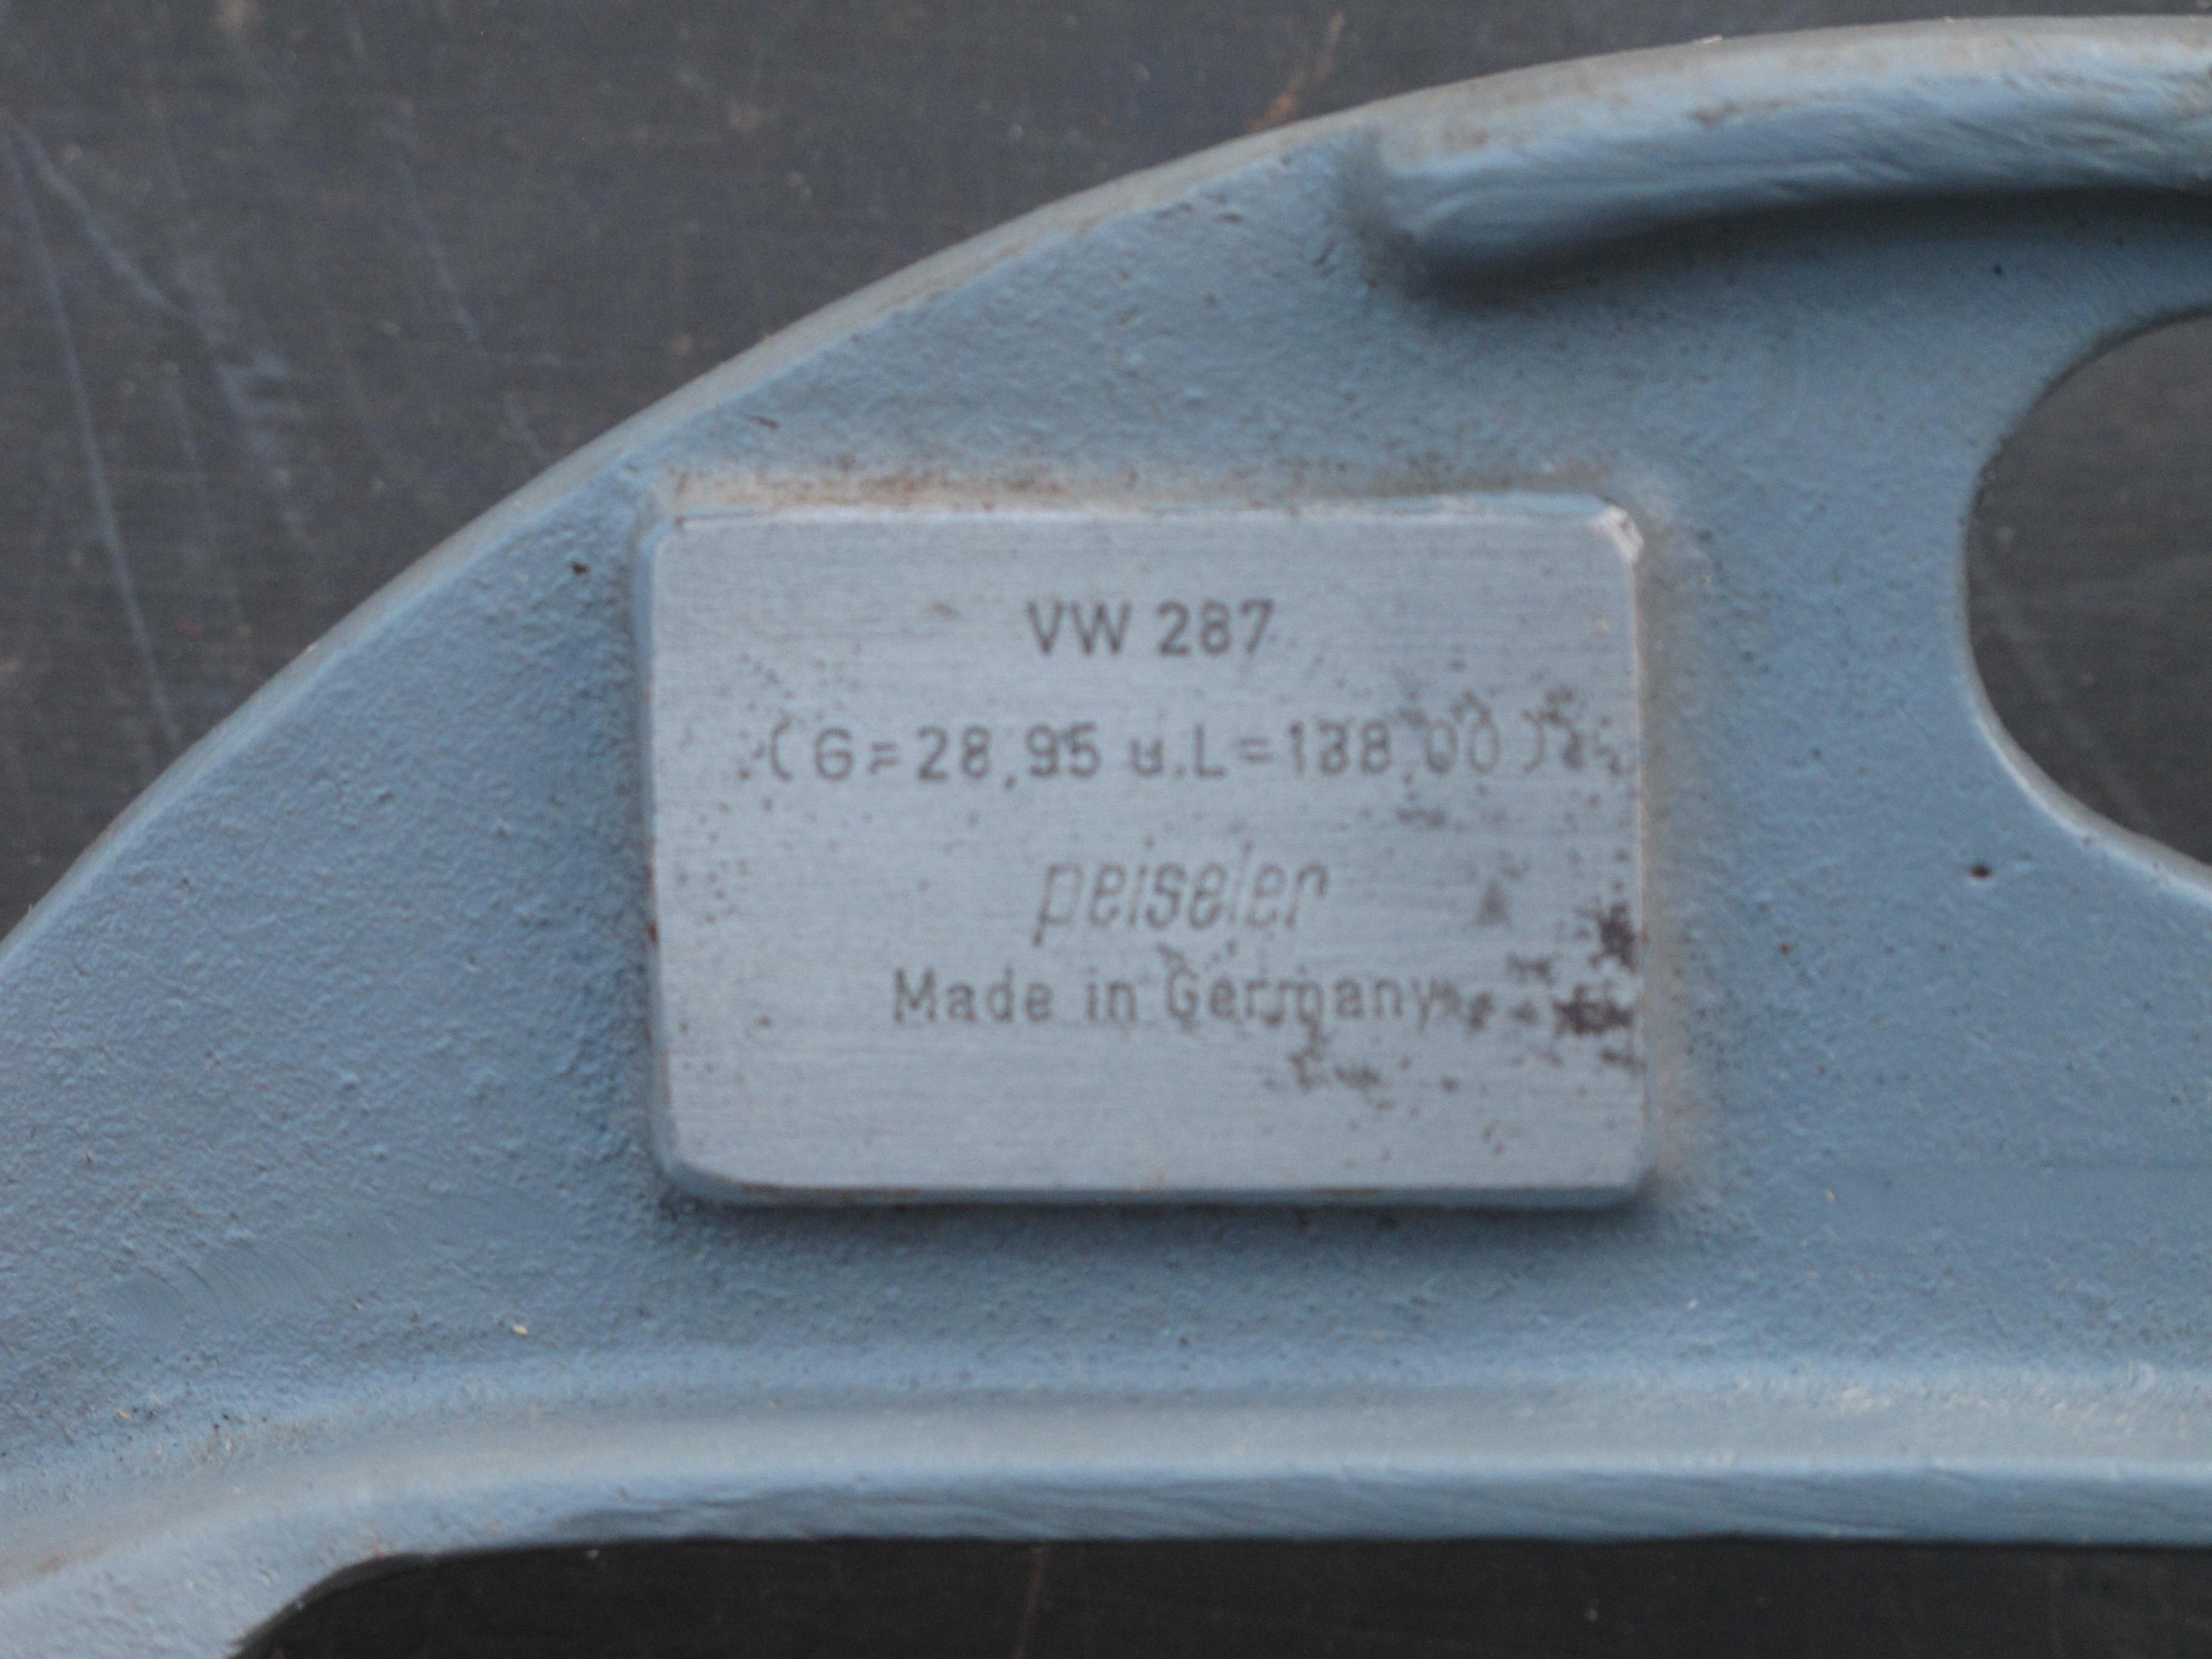 VW 287
(G=28,95 u.L=138,00)
peiseler
Made in Germany